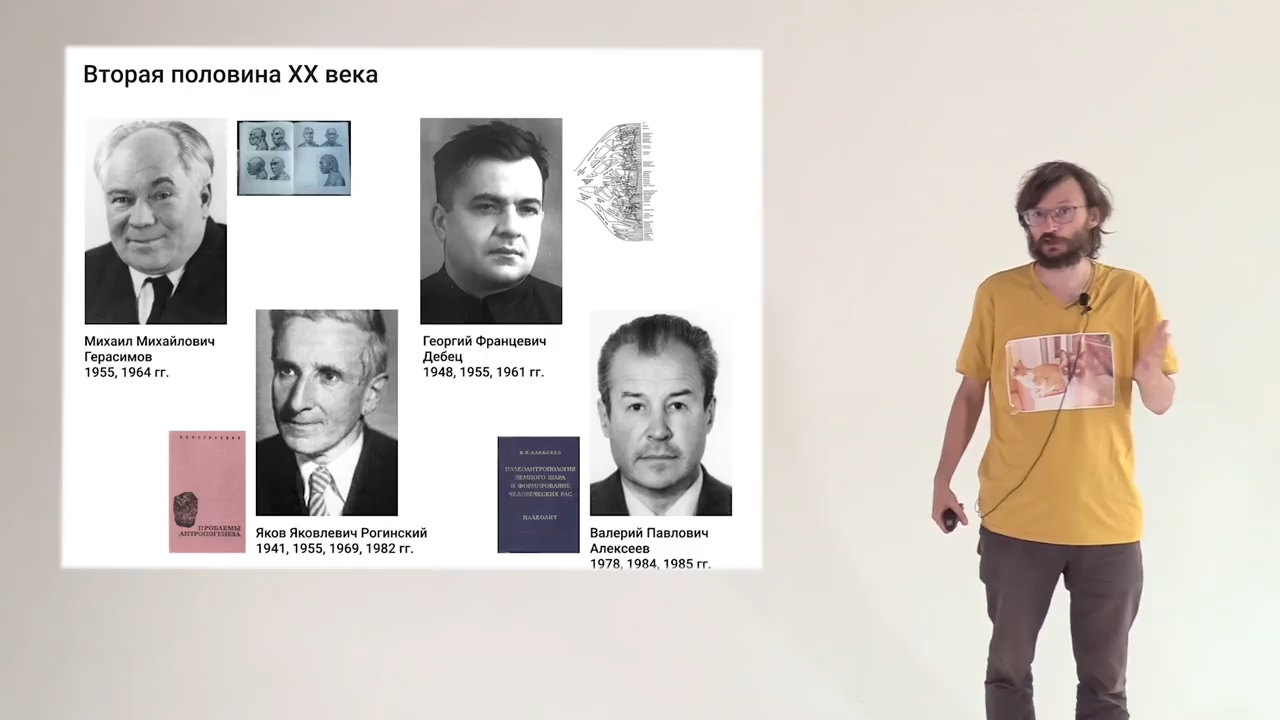 Вторая половина XX века
Михаил Михайлович
Герасимов
1955, 1964 гг.
Георгий Францевич
Дебец
1948, 1955, 1961 гг.
ПРОБЛЕМЫ
АНТРОПОГЕНЕЗА
Яков Яковлевич Рогинский
1941, 1955, 1969, 1982 гг.
В.П. АЛЕКСЕЕВ
ПАЛЕОАНТРОПОЛОГИЯ
ЗЕМНОГО ШАРА
И ФОРМИРОВАНИЕ
ЧЕЛОВЕЧЕСКИХ РАС
ПАЛЕОЛИТ
Валерий Павлович
Алексеев
1978, 1984, 1985 гг.